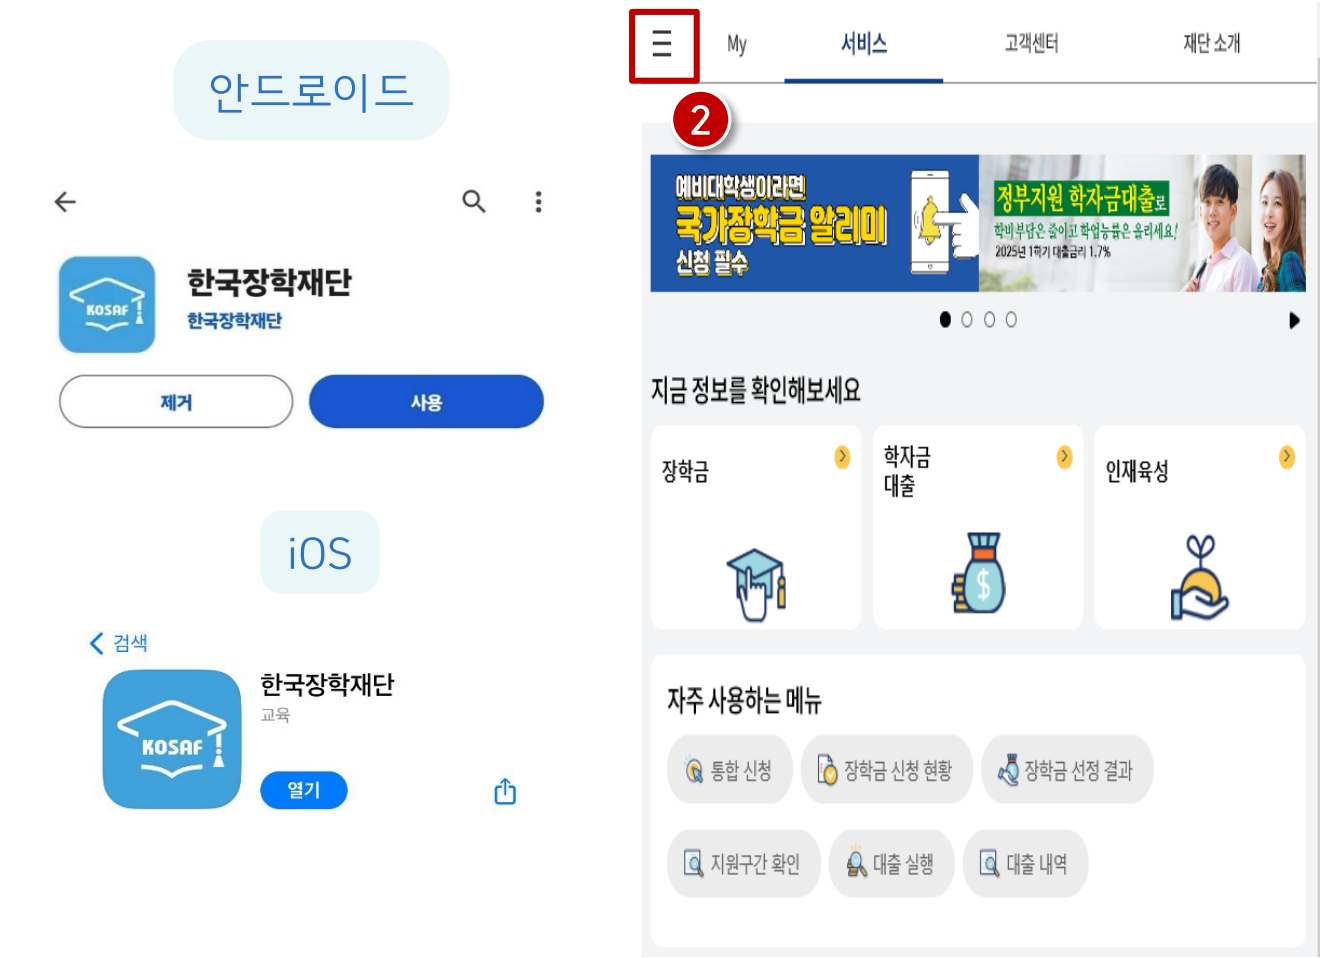 안드로이드
KOSAF
한국장학재단
한국장학재단
제거
사용
iOS
검색
KOSAF
한국장학재단
교육
열기
My
서비스
고객센터
재단 소개
2
예비대학생이라면
국가장학금 알리미
신청 필수
정부지원 학자금대출로
학비 부담은 줄이고 학업능률은 올리세요!
2025년 1학기 대출금리 1.7%
지금 정보를 확인해보세요
장학금
학자금
대출
인재육성
$
자주 사용하는 메뉴
통합 신청
장학금 신청 현황
장학금 선정 결과
지원구간 확인
대출 실행
대출 내역